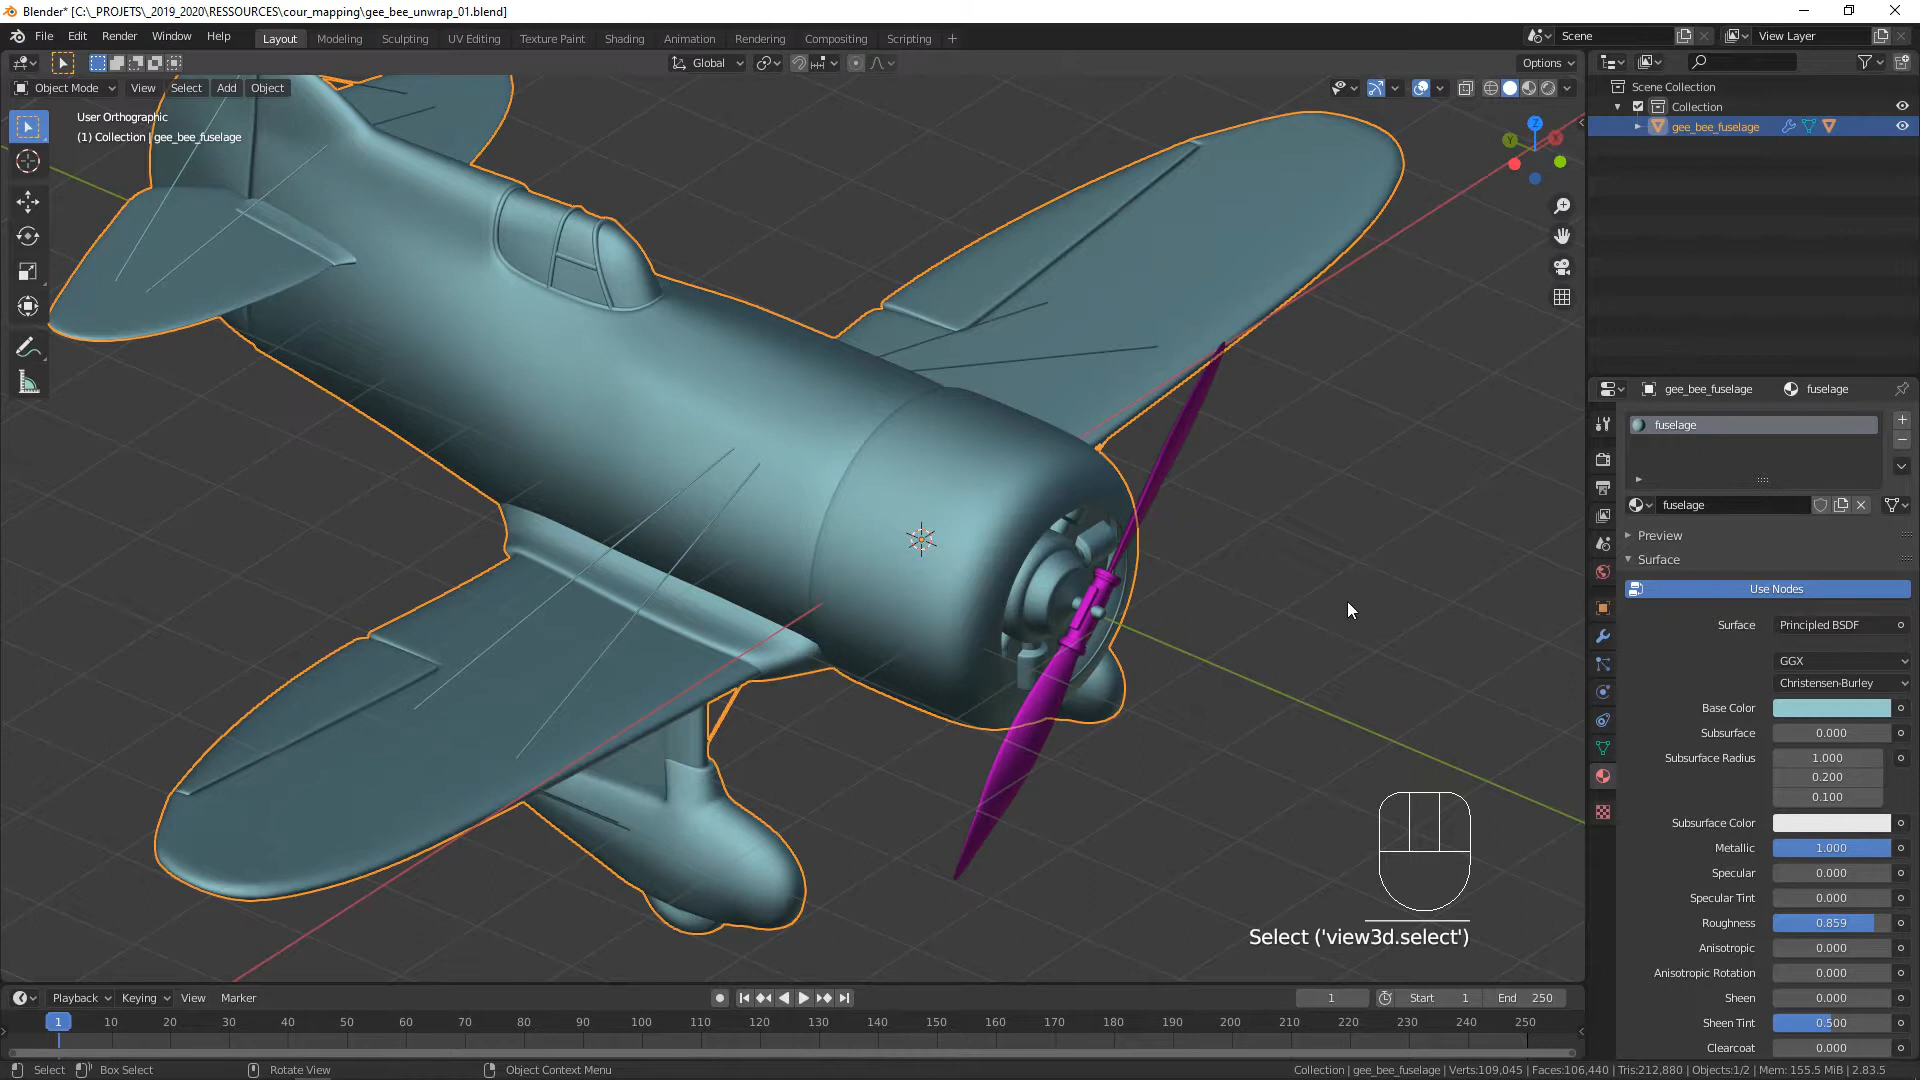 Blender* [C:\_PROJETS\_2019_2020\RESSOURCES\cour_mapping\gee_bee_unwrap_01.blend]
File Edit Render Window Help Layout Modeling Sculpting UV Editing Texture Paint Shading Animation Rendering Compositing Scripting + Scene View Layer
Global Options
Object Mode View Select Add Object
User Orthographic
(1) Collection | gee_bee_fuselage
Z
Y
X
Scene Collection
Collection
gee_bee_fuselage
gee_bee_fuselage fuselage
fuselage
fuselage
Preview
Surface
Use Nodes
Surface Principled BSDF
GGX
Christensen-Burley
Base Color
Subsurface 0.000
Subsurface Radius 1.000
0.200
0.100
Subsurface Color
Metallic 1.000
Specular 0.000
Specular Tint 0.000
Roughness 0.859
Anisotropic 0.000
Anisotropic Rotation 0.000
Sheen 0.000
Sheen Tint 0.500
Clearcoat 0.000
Select ('view3d.select')
Playback Keying View Marker 1 Start 1 End 250
1 10 20 30 40 50 60 70 80 90 100 110 120 130 140 150 160 170 180 190 200 210 220 230 240 250
Select Box Select Rotate View Object Context Menu Collection | gee_bee_fuselage | Verts:109,045 | Faces:106,440 | Tris:212,880 | Objects:1/2 | Mem: 155.5 MiB | 2.83.5